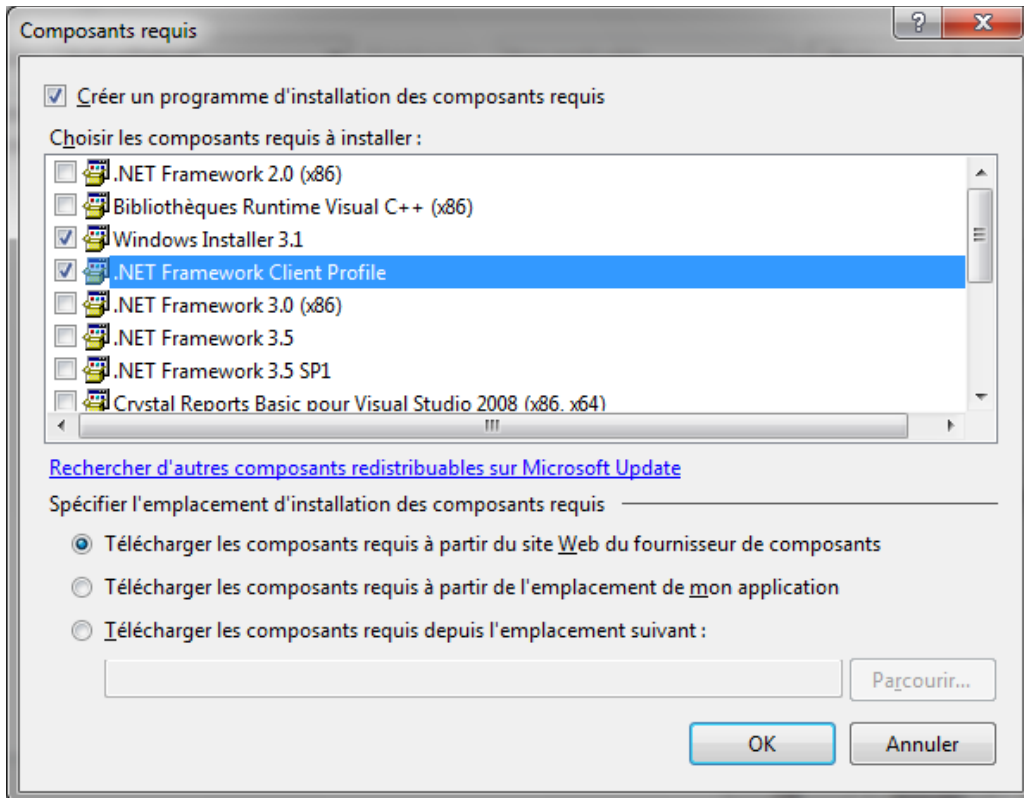 Composants requis
Créer un programme d'installation des composants requis
Choisir les composants requis à installer :
.NET Framework 2.0 (x86)
Bibliothèques Runtime Visual C++ (x86)
Windows Installer 3.1
.NET Framework Client Profile
.NET Framework 3.0 (x86)
.NET Framework 3.5
.NET Framework 3.5 SP1
Crystal Reports Basic pour Visual Studio 2008 (x86, x64)
Rechercher d'autres composants redistribuables sur Microsoft Update
Spécifier l'emplacement d'installation des composants requis
Télécharger les composants requis à partir du site Web du fournisseur de composants
Télécharger les composants requis à partir de l'emplacement de mon application
Télécharger les composants requis depuis l'emplacement suivant :
Parcourir...
OK Annuler